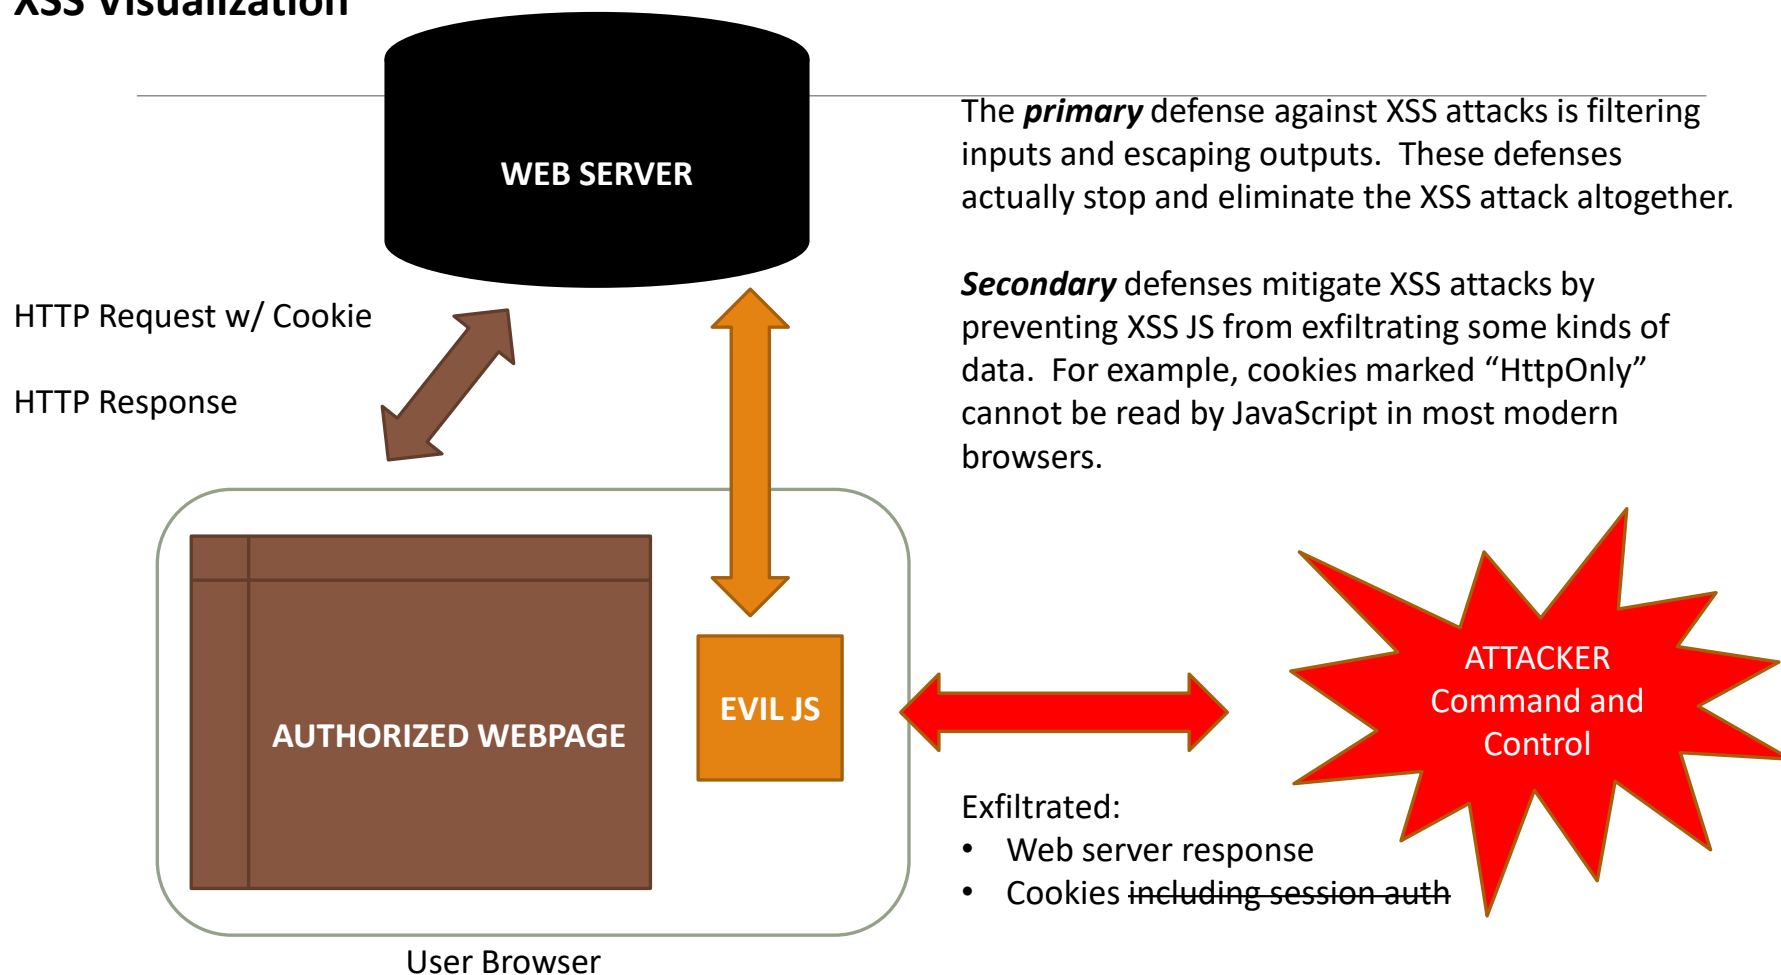 XSS Visualization
WEB SERVER
The primary defense against XSS attacks is filtering
inputs and escaping outputs.  These defenses
actually stop and eliminate the XSS attack altogether.
Secondary defenses mitigate XSS attacks by
preventing XSS JS from exfiltrating some kinds of
data.  For example, cookies marked “HttpOnly”
cannot be read by JavaScript in most modern
browsers.
HTTP Request w/ Cookie
HTTP Response
AUTHORIZED WEBPAGE
EVIL JS
ATTACKER
Command and
Control
Exfiltrated:
• Web server response
• Cookies including session auth
User Browser